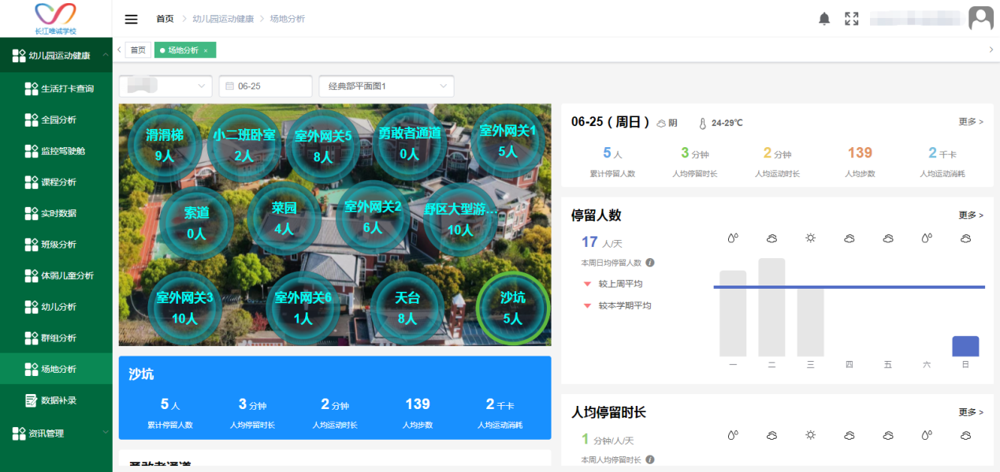 长江唯诚学校
首页 > 幼儿园运动健康 > 场地分析
幼儿园运动健康
生活打卡查询
全园分析
监控驾驶舱
课程分析
实时数据
班级分析
体弱儿童分析
幼儿分析
群组分析
场地分析
数据补录
资讯管理
首页
场地分析 ×
06-25
经典部平面图1
滑滑梯
9人
小二班卧室
2人
室外网关5
8人
勇敢者通道
0人
室外网关1
5人
索道
0人
菜园
4人
室外网关2
6人
野区大型游...
10人
室外网关3
10人
室外网关6
1人
天台
8人
沙坑
5人
沙坑
5 人
累计停留人数
3 分钟
人均停留时长
2 分钟
人均运动时长
139
人均步数
2 千卡
人均运动消耗
勇敢者通道
06-25 ( 周日 ) 阴 24-29℃
更多 >
5 人
累计停留人数
3 分钟
人均停留时长
2 分钟
人均运动时长
139
人均步数
2 千卡
人均运动消耗
停留人数
更多 >
17 人/天
本周日均停留人数
较上周平均
较本学期平均
一 二 三 四 五 六 日
人均停留时长
更多 >
1 分钟/人/天
本周人均停留时长